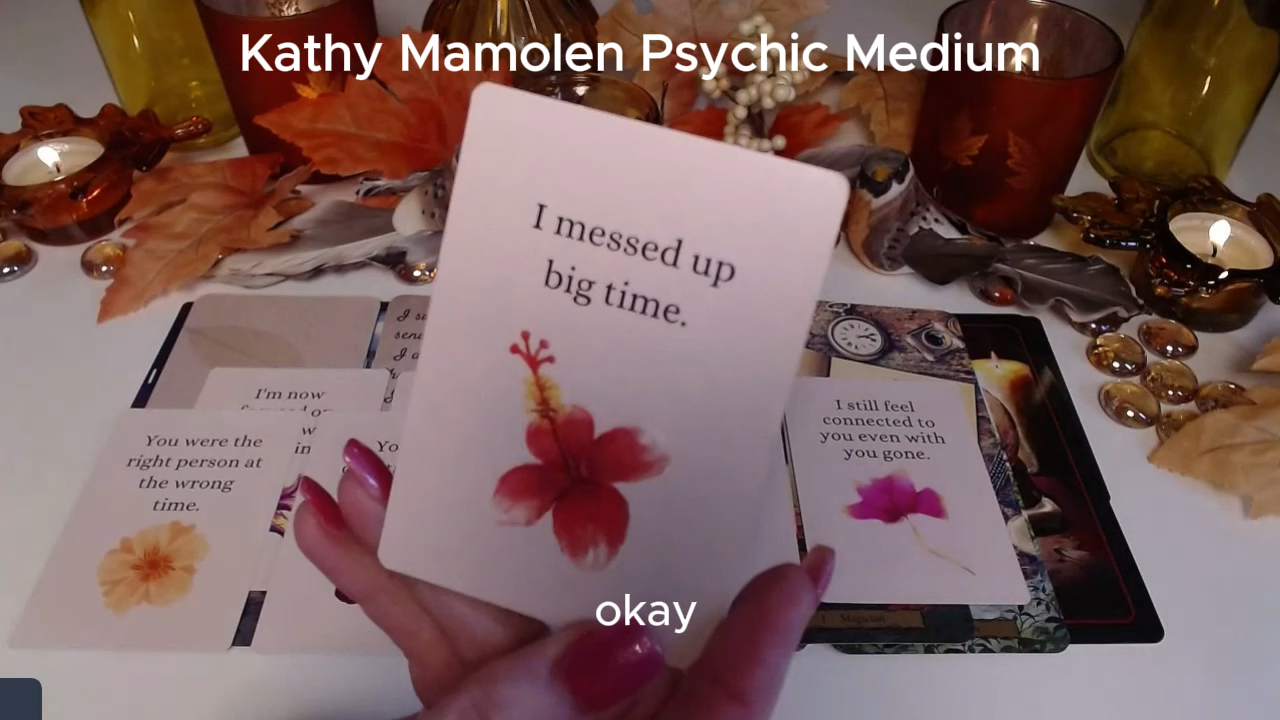 Kathy Mamolen Psychic Medium
I messed up
big time.
I'm now
You were the
right person at
the wrong
time.
I still feel
connected to
you even with
you gone.
Magician
okay